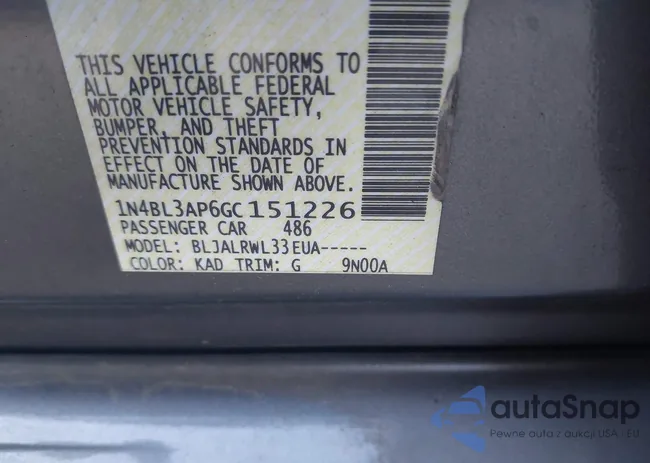 THIS VEHICLE CONFORMS TO
ALL APPLICABLE FEDERAL
MOTOR VEHICLE SAFETY,
BUMPER, AND THEFT
PREVENTION STANDARDS IN
EFFECT ON THE DATE OF
MANUFACTURE SHOWN ABOVE.
1N4BL3AP6GC151226
PASSENGER CAR 486
MODEL: BLJALRWL33EUA-----
COLOR: KAD TRIM: G 9N00A
autoSnap
Pewne auta z aukcji USA - EU